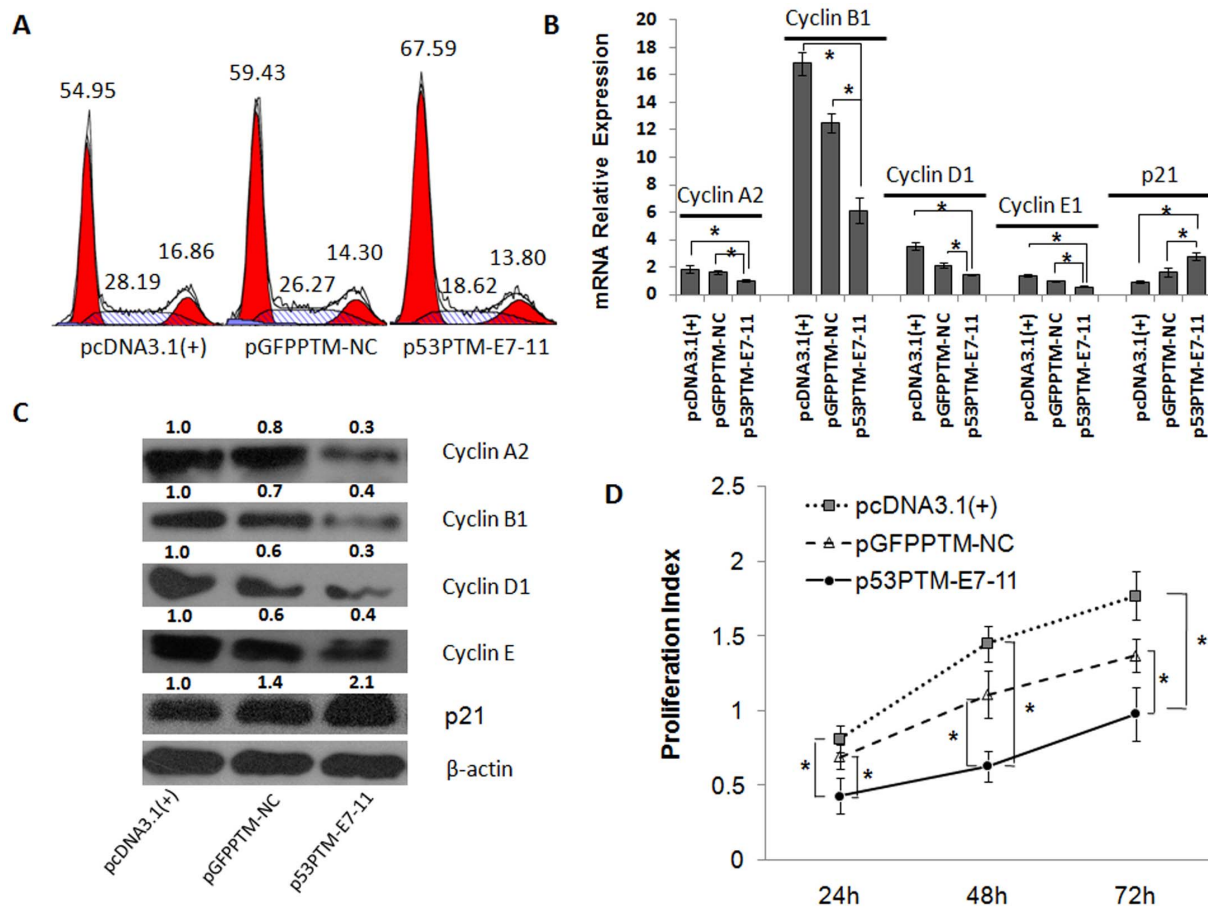 A
54.95
28.19
16.86
pcDNA3.1(+)
59.43
26.27
14.30
pGFPPTM-NC
67.59
18.62
13.80
p53PTM-E7-11
B
mRNA Relative Expression
20
18
16
14
12
10
8
6
4
2
0
Cyclin A2
* *
Cyclin B1
* *
Cyclin D1
* *
Cyclin E1
* *
p21
* *
pcDNA3.1(+)
pGFPPTM-NC
p53PTM-E7-11
pcDNA3.1(+)
pGFPPTM-NC
p53PTM-E7-11
pcDNA3.1(+)
pGFPPTM-NC
p53PTM-E7-11
pcDNA3.1(+)
pGFPPTM-NC
p53PTM-E7-11
pcDNA3.1(+)
pGFPPTM-NC
p53PTM-E7-11
C
1.0 0.8 0.3
Cyclin A2
1.0 0.7 0.4
Cyclin B1
1.0 0.6 0.3
Cyclin D1
1.0 0.6 0.4
Cyclin E
1.0 1.4 2.1
p21
β-actin
pcDNA3.1(+)
pGFPPTM-NC
p53PTM-E7-11
D
Proliferation Index
2.5
2
1.5
1
0.5
0
pcDNA3.1(+)
pGFPPTM-NC
p53PTM-E7-11
* *
* *
* *
24h 48h 72h